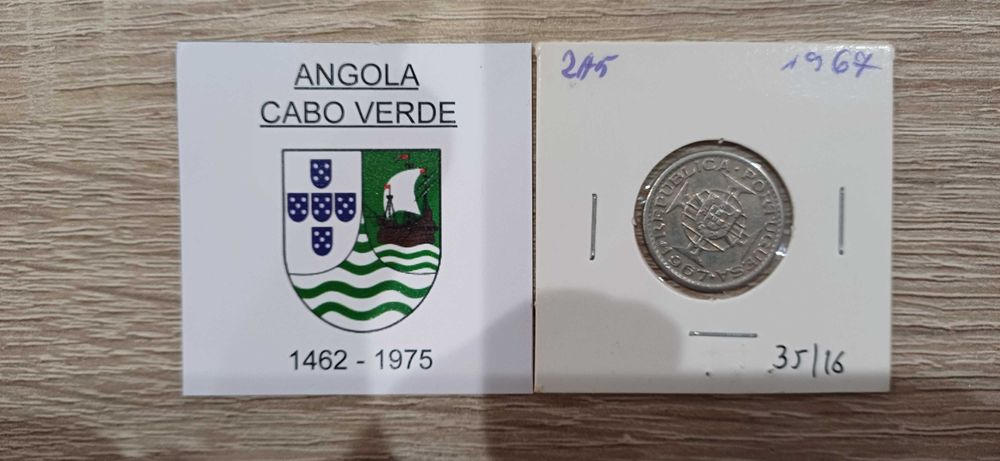 ANGOLA
CABO VERDE
1462 - 1975
2$5 1967
REPUBLICA · PORTUGUESA · 1967
35/16